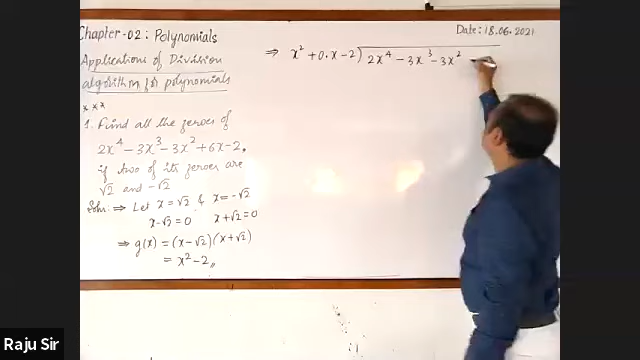 Chapter-02: Polynomials
Date: 18.06.2021
Applications of Division
algorithm for polynomials
***
1. Find all the zeroes of
2x⁴ - 3x³ - 3x² + 6x - 2,
if two of its zeroes are
√2 and -√2
Soln: ⇒ Let x = √2 & x = -√2
x - √2 = 0 x + √2 = 0
⇒ g(x) = (x - √2)(x + √2)
= x² - 2,,
⇒ x² + 0.x - 2) 2x⁴ - 3x³ - 3x²
Raju Sir